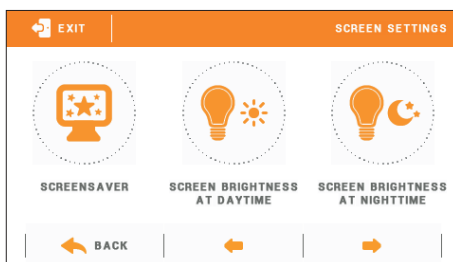 EXIT
SCREEN SETTINGS
SCREENSAVER
SCREEN BRIGHTNESS
AT DAYTIME
SCREEN BRIGHTNESS
AT NIGHTTIME
BACK